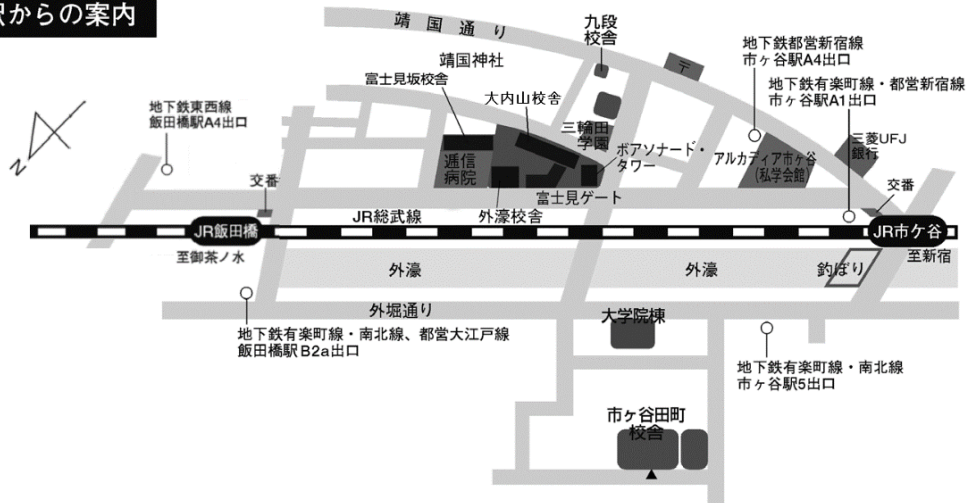 駅からの案内
靖国通り
九段
校舎
靖国神社
〒
地下鉄都営新宿線
市ヶ谷駅A4出口
富士見坂校舎
地下鉄有楽町線・都営新宿線
市ヶ谷駅A1出口
大内山校舎
地下鉄東西線
飯田橋駅A4出口
三輪田
学園
三菱UFJ
銀行
ボアソナード・
タワー
アルカディア市ヶ谷
(私学会館)
逓信
病院
N
交番
富士見ゲート
交番
JR総武線
外濠校舎
JR飯田橋
JR市ケ谷
至御茶ノ水
至新宿
外濠
外濠
釣ぼり
外堀通り
大学院棟
地下鉄有楽町線・南北線、都営大江戸線
飯田橋駅B2a出口
地下鉄有楽町線・南北線
市ヶ谷駅5出口
市ヶ谷田町
校舎